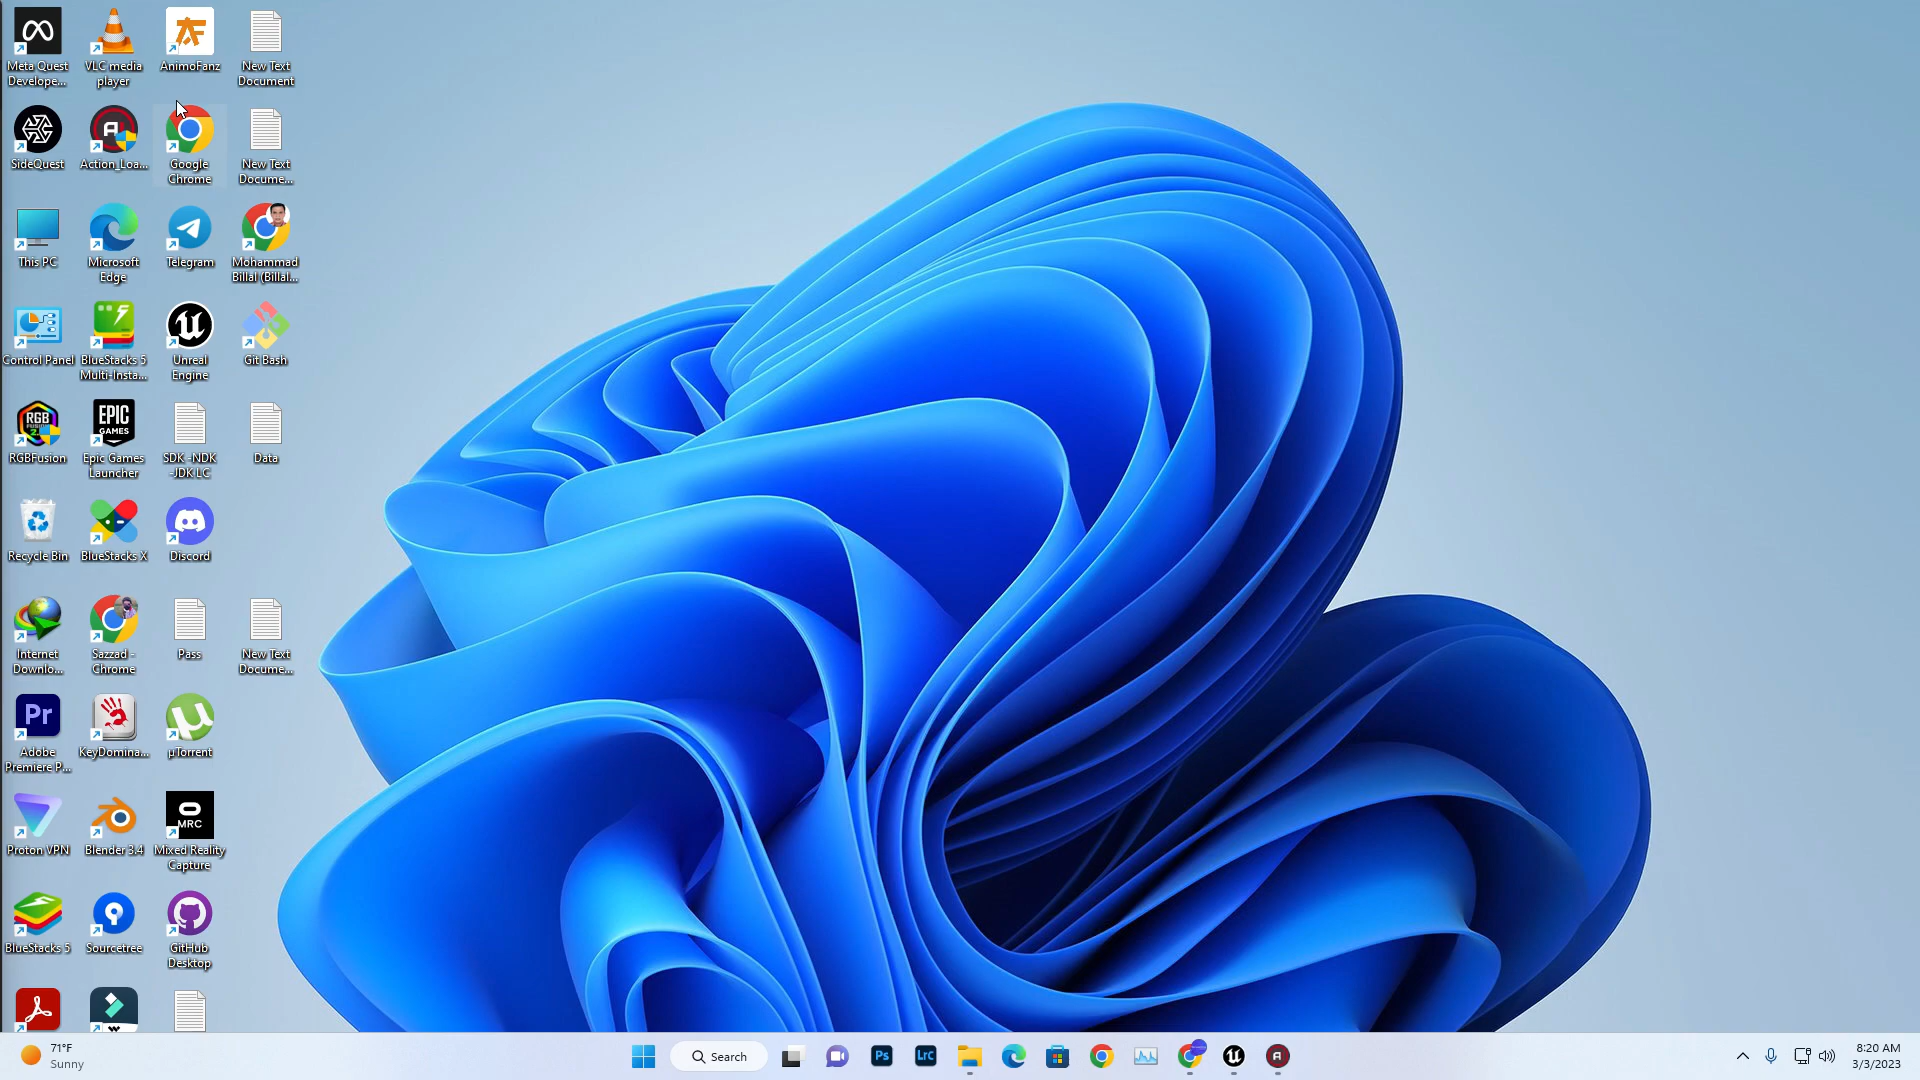 Meta Quest
Develope...
VLC media
player
AnimoFanz
New Text
Document
SideQuest
Action_Loa...
Google
Chrome
New Text
Docume...
This PC
Microsoft
Edge
Telegram
Mohammad
Billal (Billal...
Control Panel
BlueStacks 5
Multi-Insta...
Unreal
Engine
Git Bash
RGB
EPIC
GAMES
RGBFusion
Epic Games
Launcher
SDK -NDK
-JDK LC
Data
Recycle Bin
BlueStacks X
Discord
Internet
Downlo...
Sazzad -
Chrome
Pass
New Text
Docume...
Pr
Adobe
Premiere P...
KeyDomina...
µTorrent
MRC
Proton VPN
Blender 3.4
Mixed Reality
Capture
BlueStacks 5
Sourcetree
GitHub
Desktop
71°F
Sunny
Search
Ps
LrC
8:20 AM
3/3/2023